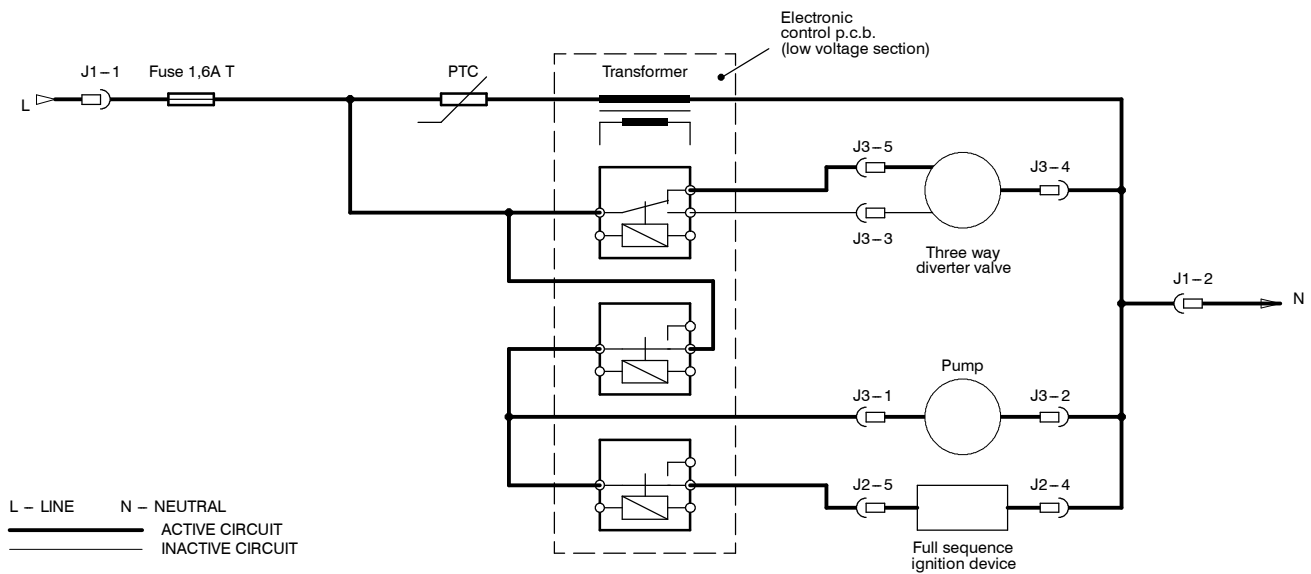 Electronic
control p.c.b.
(low voltage section)
J1–1
Fuse 1,6A T
PTC
Transformer
L
J3–5
J3–4
J3–3
Three way
diverter valve
J1–2
N
Pump
J3–1
J3–2
J2–5
J2–4
Full sequence
ignition device
L – LINE N – NEUTRAL
ACTIVE CIRCUIT
INACTIVE CIRCUIT